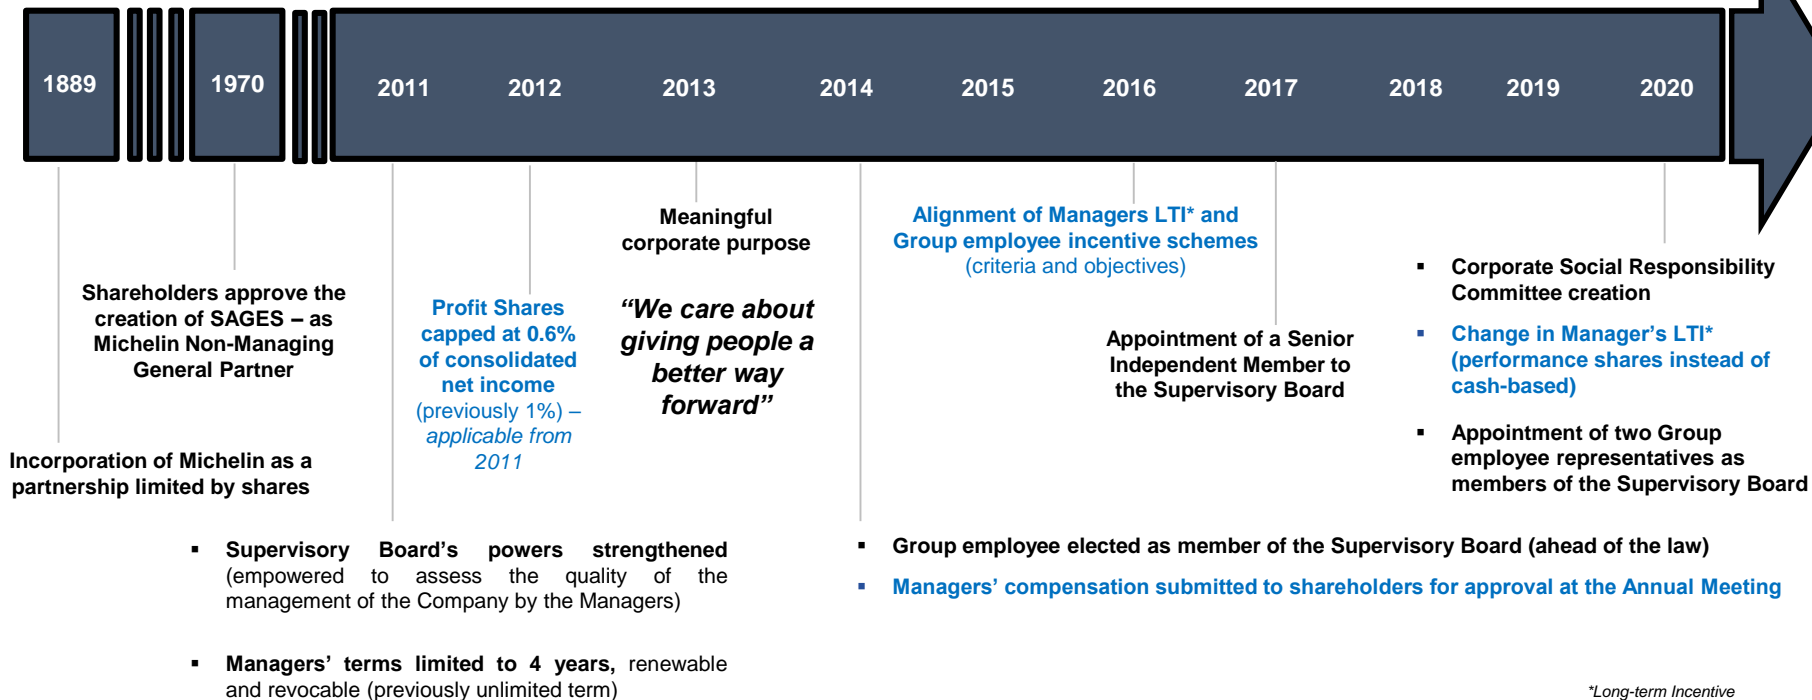 1889
1970
2011
2012
2013
2014
2015
2016
2017
2018
2019
2020
Incorporation of Michelin as a
partnership limited by shares
Shareholders approve the
creation of SAGES – as
Michelin Non-Managing
General Partner
▪ Supervisory Board's powers strengthened
(empowered to assess the quality of the
management of the Company by the Managers)
▪ Managers' terms limited to 4 years, renewable
and revocable (previously unlimited term)
Profit Shares
capped at 0.6%
of consolidated
net income
(previously 1%) –
applicable from
2011
Meaningful
corporate purpose
“We care about
giving people a
better way
forward”
▪ Group employee elected as member of the Supervisory Board (ahead of the law)
▪ Managers' compensation submitted to shareholders for approval at the Annual Meeting
Alignment of Managers LTI* and
Group employee incentive schemes
(criteria and objectives)
Appointment of a Senior
Independent Member to
the Supervisory Board
▪ Corporate Social Responsibility
Committee creation
▪ Change in Manager's LTI*
(performance shares instead of
cash-based)
▪ Appointment of two Group
employee representatives as
members of the Supervisory Board
*Long-term Incentive